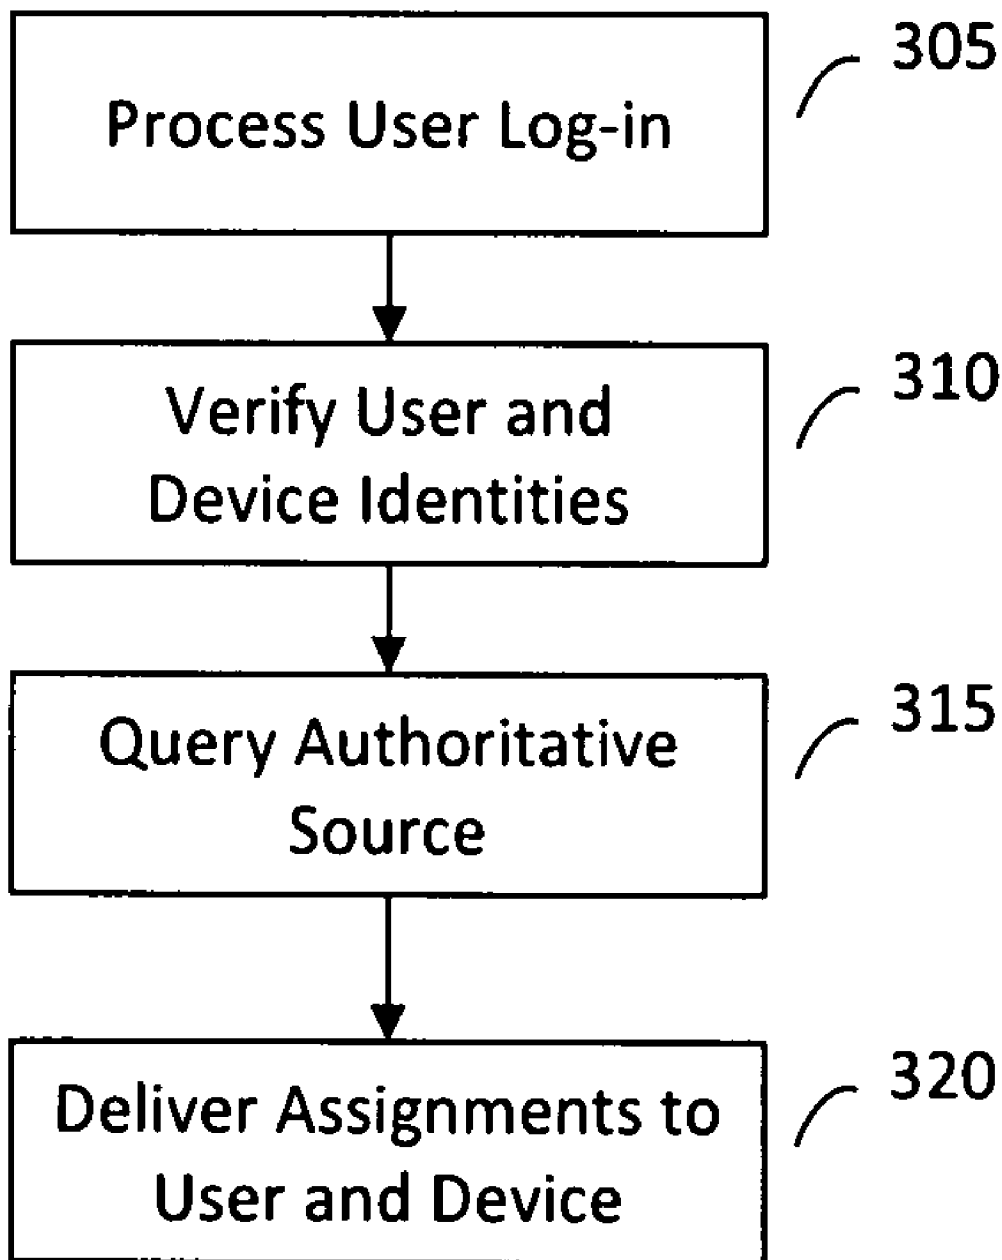 Process User Log-in
305
Verify User and
Device Identities
310
Query Authoritative
Source
315
Deliver Assignments to
User and Device
320